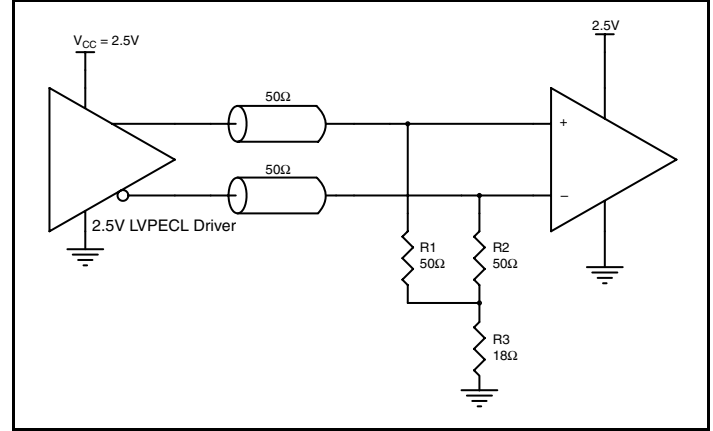 V_CC = 2.5V
2.5V
50Ω
+
50Ω
–
2.5V LVPECL Driver
R1
50Ω
R2
50Ω
R3
18Ω